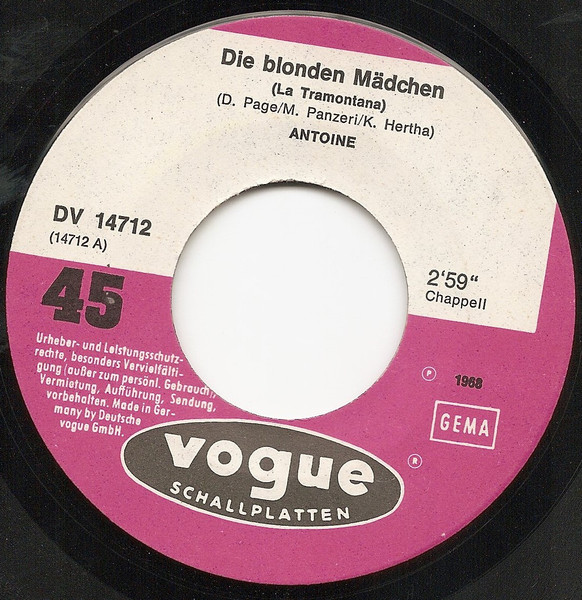 Die blonden Mädchen
(La Tramontana)
(D. Page/M. Panzeri/K. Hertha)
ANTOINE
DV 14712
(14712 A)
2'59"
Chappell
45
Urheber- und Leistungsschutz-
rechte, besonders Vervielfälti-
gung (außer zum persönl. Gebrauch),
Vermietung, Aufführung, Sendung,
vorbehalten. Made in Ger-
many by Deutsche
vogue GmbH.
℗ 1968
GEMA
®
vogue
SCHALLPLATTEN